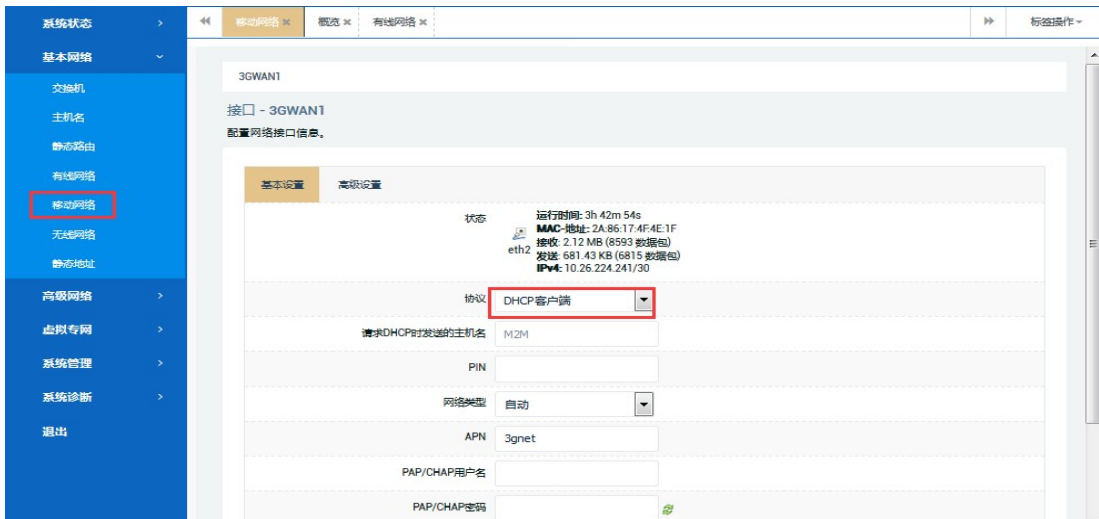 系统状态
基本网络
交换机
主机名
静态路由
有线网络
移动网络
无线网络
静态地址
高级网络
虚拟专网
系统管理
系统诊断
退出
移动网络 概览 有线网络 标签操作
3GWAN1
接口 - 3GWAN1
配置网络接口信息。
基本设置 高级设置
状态
eth2
运行时间: 3h 42m 54s
MAC-地址: 2A:86:17:4F:4E:1F
接收: 2.12 MB (8593 数据包)
发送: 681.43 KB (6815 数据包)
IPv4: 10.26.224.241/30
协议 DHCP客户端
请求DHCP时发送的主机名 M2M
PIN
网络类型 自动
APN 3gnet
PAP/CHAP用户名
PAP/CHAP密码